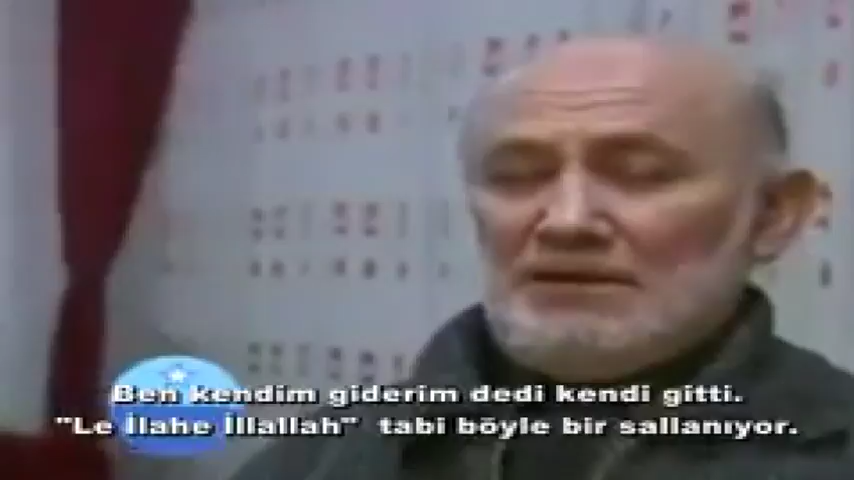 Ben kendim giderim dedi kendi gitti.
"Le İlahe İllallah" tabi böyle bir sallanıyor.